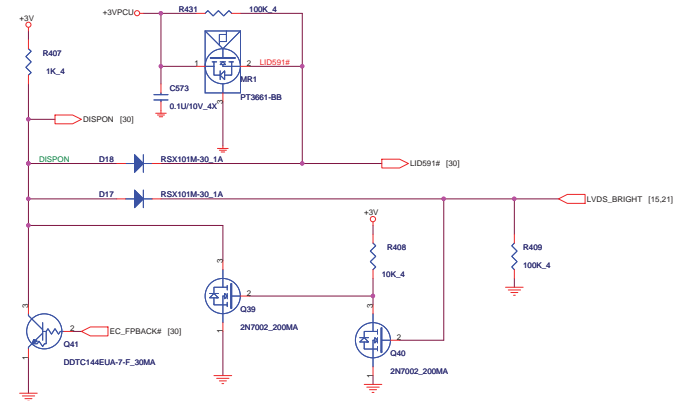 +3VPCU
R431
100K_4
+3V
R407
1K_4
1
2
LID591#
MR1
PT3661-BB
3
C573
0.1U/10V_4X
DISPON [30]
DISPON
D18
RSX101M-30_1A
LID591# [30]
D17
RSX101M-30_1A
LVDS_BRIGHT [15,21]
+3V
R408
10K_4
R409
100K_4
3
2
Q39
2N7002_200MA
1
3
2
Q40
2N7002_200MA
1
3
2
EC_FPBACK# [30]
Q41
DDTC144EUA-7-F_30MA
1